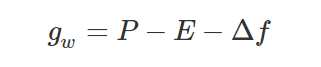 g_w = P − E − Δf